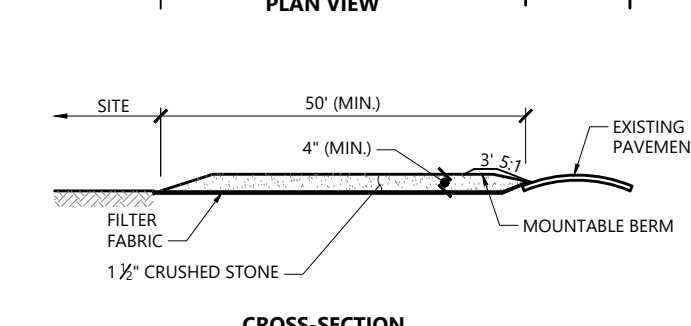 PLAN VIEW
SITE
50' (MIN.)
EXISTING
PAVEMEN
4" (MIN.)
3' 5:1
FILTER
FABRIC
MOUNTABLE BERM
1 1/2" CRUSHED STONE
CROSS-SECTION